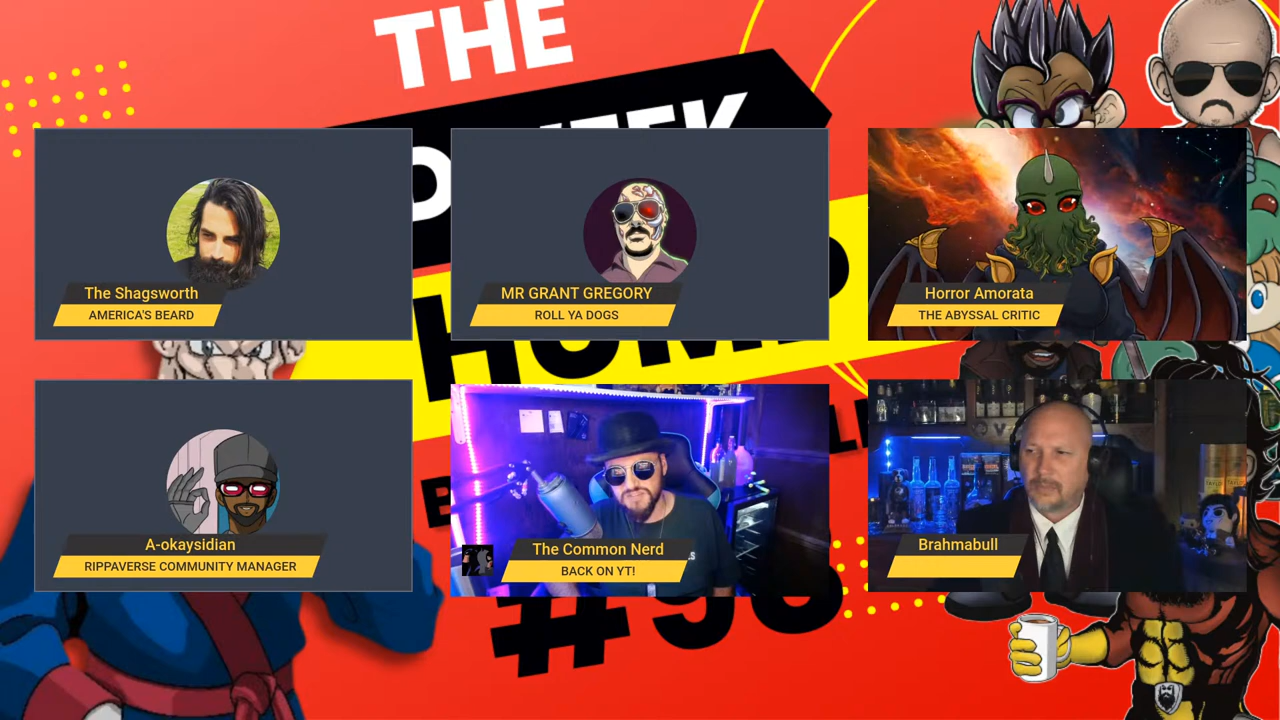 THE
The Shagsworth
AMERICA'S BEARD
MR GRANT GREGORY
ROLL YA DOGS
Horror Amorata
THE ABYSSAL CRITIC
A-okaysidian
RIPPAVERSE COMMUNITY MANAGER
The Common Nerd
BACK ON YT!
Brahmabull